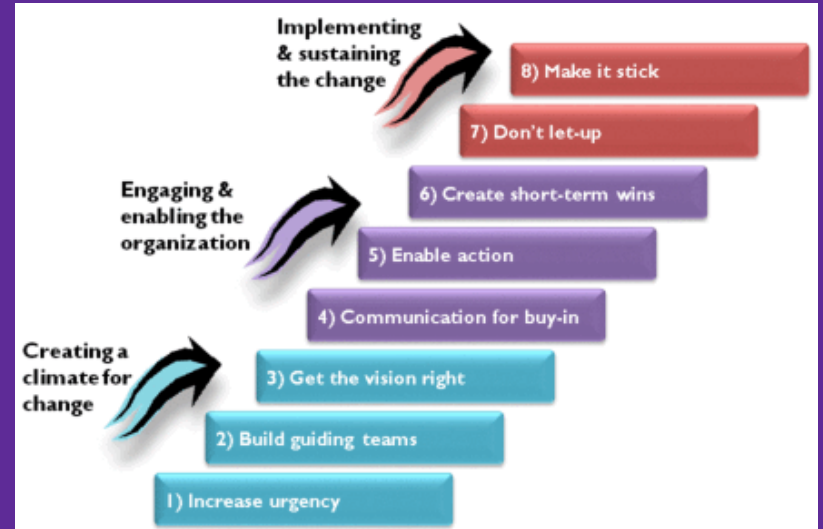 Implementing
& sustaining
the change
8) Make it stick
7) Don't let-up
Engaging &
enabling the
organization
6) Create short-term wins
5) Enable action
4) Communication for buy-in
Creating a
climate for
change
3) Get the vision right
2) Build guiding teams
1) Increase urgency